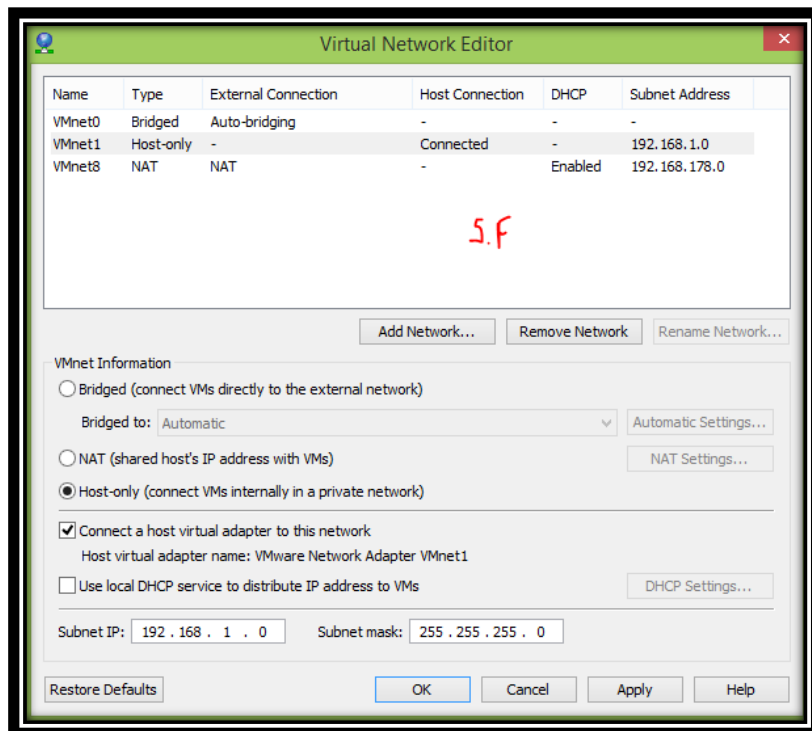 Virtual Network Editor
Name Type External Connection Host Connection DHCP Subnet Address
VMnet0 Bridged Auto-bridging - - -
VMnet1 Host-only - Connected - 192.168.1.0
VMnet8 NAT NAT - Enabled 192.168.178.0
S.F
Add Network... Remove Network Rename Network...
VMnet Information
Bridged (connect VMs directly to the external network)
Bridged to: Automatic Automatic Settings...
NAT (shared host's IP address with VMs) NAT Settings...
Host-only (connect VMs internally in a private network)
Connect a host virtual adapter to this network
Host virtual adapter name: VMware Network Adapter VMnet1
Use local DHCP service to distribute IP address to VMs DHCP Settings...
Subnet IP: 192 . 168 . 1 . 0 Subnet mask: 255 . 255 . 255 . 0
Restore Defaults OK Cancel Apply Help